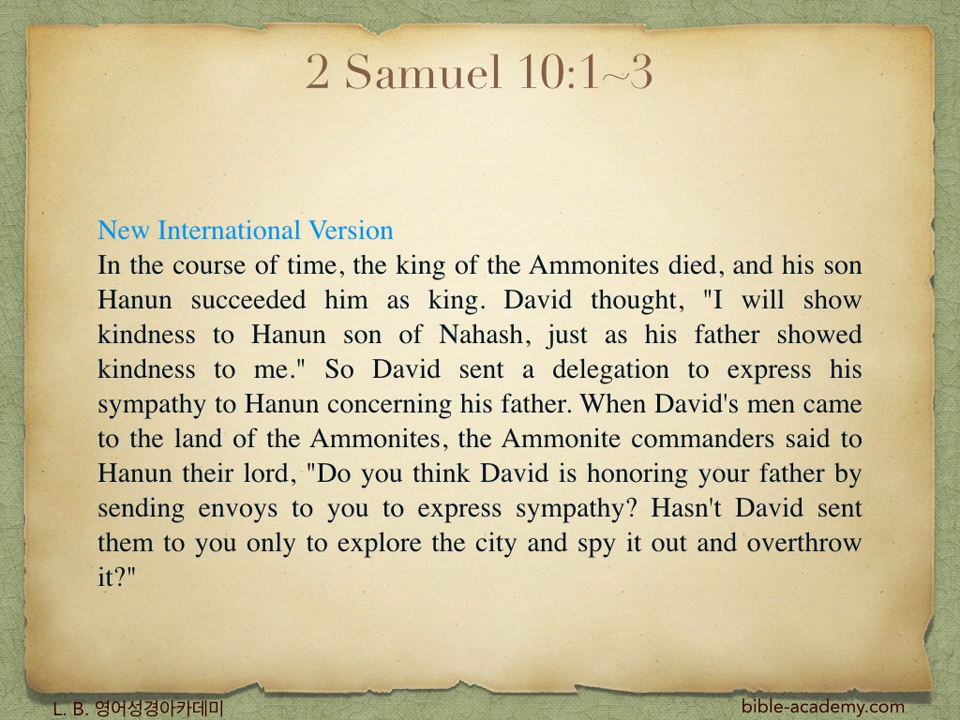 2 Samuel 10:1~3
New International Version
In the course of time, the king of the Ammonites died, and his son
Hanun succeeded him as king. David thought, "I will show
kindness to Hanun son of Nahash, just as his father showed
kindness to me." So David sent a delegation to express his
sympathy to Hanun concerning his father. When David's men came
to the land of the Ammonites, the Ammonite commanders said to
Hanun their lord, "Do you think David is honoring your father by
sending envoys to you to express sympathy? Hasn't David sent
them to you only to explore the city and spy it out and overthrow
it?"
L. B. 영어성경아카데미
bible-academy.com